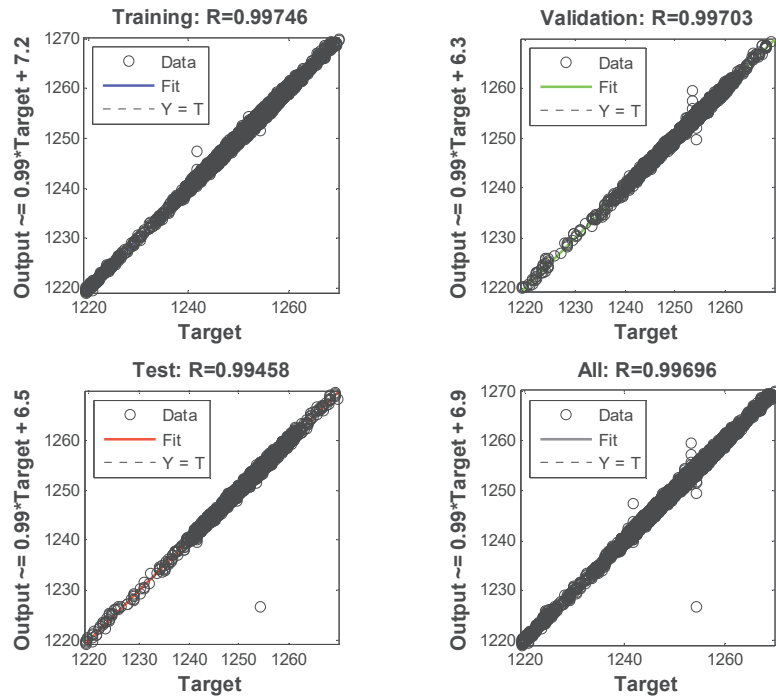 Training: R=0.99746
Output ~= 0.99*Target + 7.2
1270
1260
1250
1240
1230
1220
Data
Fit
Y = T
1220 1240 1260
Target
Validation: R=0.99703
Output ~= 0.99*Target + 6.3
1260
1250
1240
1230
1220
Data
Fit
Y = T
1220 1230 1240 1250 1260
Target
Test: R=0.99458
Output ~= 0.99*Target + 6.5
1260
1250
1240
1230
1220
Data
Fit
Y = T
1220 1230 1240 1250 1260
Target
All: R=0.99696
Output ~= 0.99*Target + 6.9
1270
1260
1250
1240
1230
1220
Data
Fit
Y = T
1220 1240 1260
Target